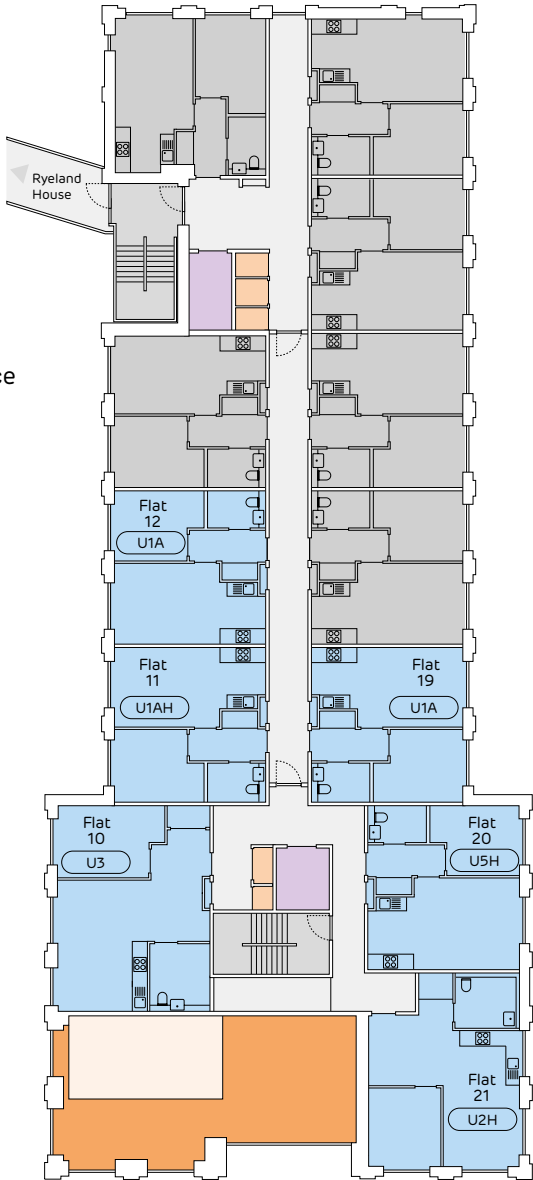 Ryeland
House
Flat
12
U1A
Flat
11
U1AH
Flat
19
U1A
Flat
10
U3
Flat
20
U5H
Flat
21
U2H